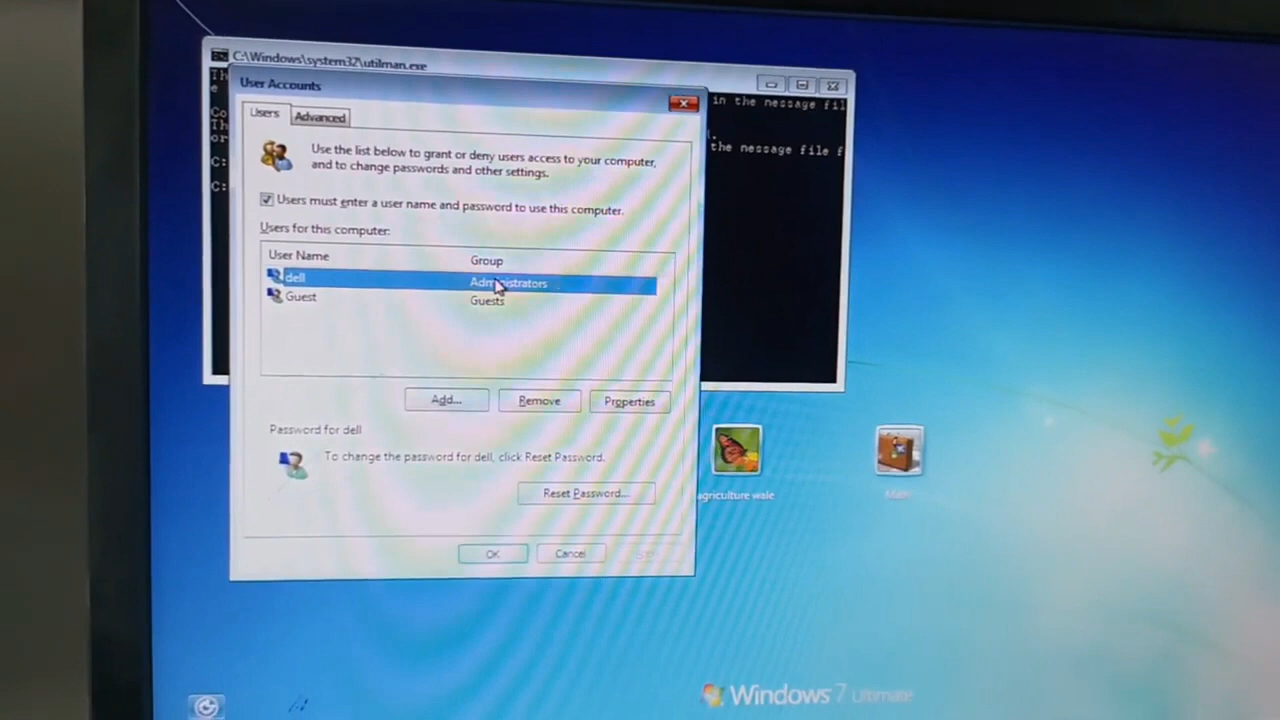 C:\Windows\system32\utilman.exe
User Accounts
Users
Advanced
in the message fil
the message file f
Use the list below to grant or deny users access to your computer,
and to change passwords and other settings.
Users must enter a user name and password to use this computer.
Users for this computer:
User Name Group
dell Administrators
Guest Guests
Add... Remove Properties
Password for dell
To change the password for dell, click Reset Password.
Reset Password...
OK Cancel
agriculture wale
Windows 7 Ultimate